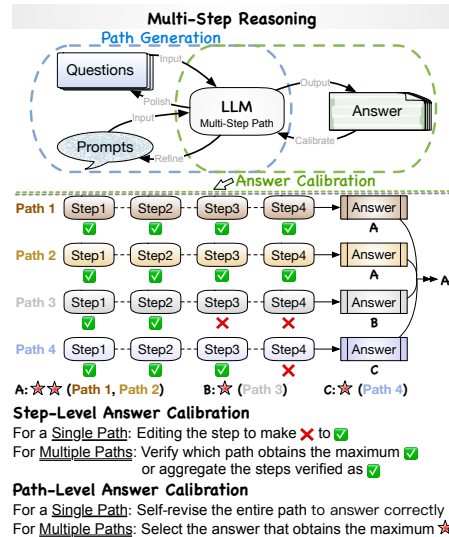 Multi-Step Reasoning
Path Generation
Questions
Input
Polish
Input
Prompts
Refine
LLM
Multi-Step Path
Output
Calibrate
Answer
Answer Calibration
Path 1 Step1 Step2 Step3 Step4 Answer
A
Path 2 Step1 Step2 Step3 Step4 Answer
A
A
Path 3 Step1 Step2 Step3 Step4 Answer
B
Path 4 Step1 Step2 Step3 Step4 Answer
C
A: (Path 1, Path 2) B: (Path 3) C: (Path 4)
Step-Level Answer Calibration
For a Single Path: Editing the step to make ❌ to ✅
For Multiple Paths: Verify which path obtains the maximum ✅
or aggregate the steps verified as ✅
Path-Level Answer Calibration
For a Single Path: Self-revise the entire path to answer correctly
For Multiple Paths: Select the answer that obtains the maximum ★